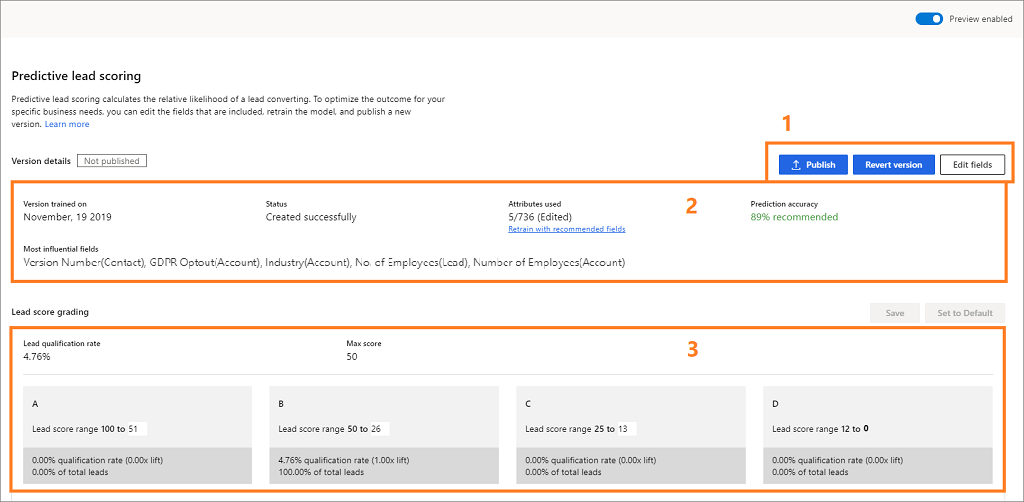 Preview enabled
Predictive lead scoring
Predictive lead scoring calculates the relative likelihood of a lead converting. To optimize the outcome for your
specific business needs, you can edit the fields that are included, retrain the model, and publish a new
version. Learn more
1
Version details Not published
Publish Revert version Edit fields
2
Version trained on Status Attributes used Prediction accuracy
November, 19 2019 Created successfully 5/736 (Edited) 89% recommended
Retrain with recommended fields
Most influential fields
Version Number(Contact), GDPR Optout(Account), Industry(Account), No. of Employees(Lead), Number of Employees(Account)
Lead score grading Save Set to Default
3
Lead qualification rate Max score
4.76% 50
A B C D
Lead score range 100 to 51 Lead score range 50 to 26 Lead score range 25 to 13 Lead score range 12 to 0
0.00% qualification rate (0.00x lift) 4.76% qualification rate (1.00x lift) 0.00% qualification rate (0.00x lift) 0.00% qualification rate (0.00x lift)
0.00% of total leads 100.00% of total leads 0.00% of total leads 0.00% of total leads